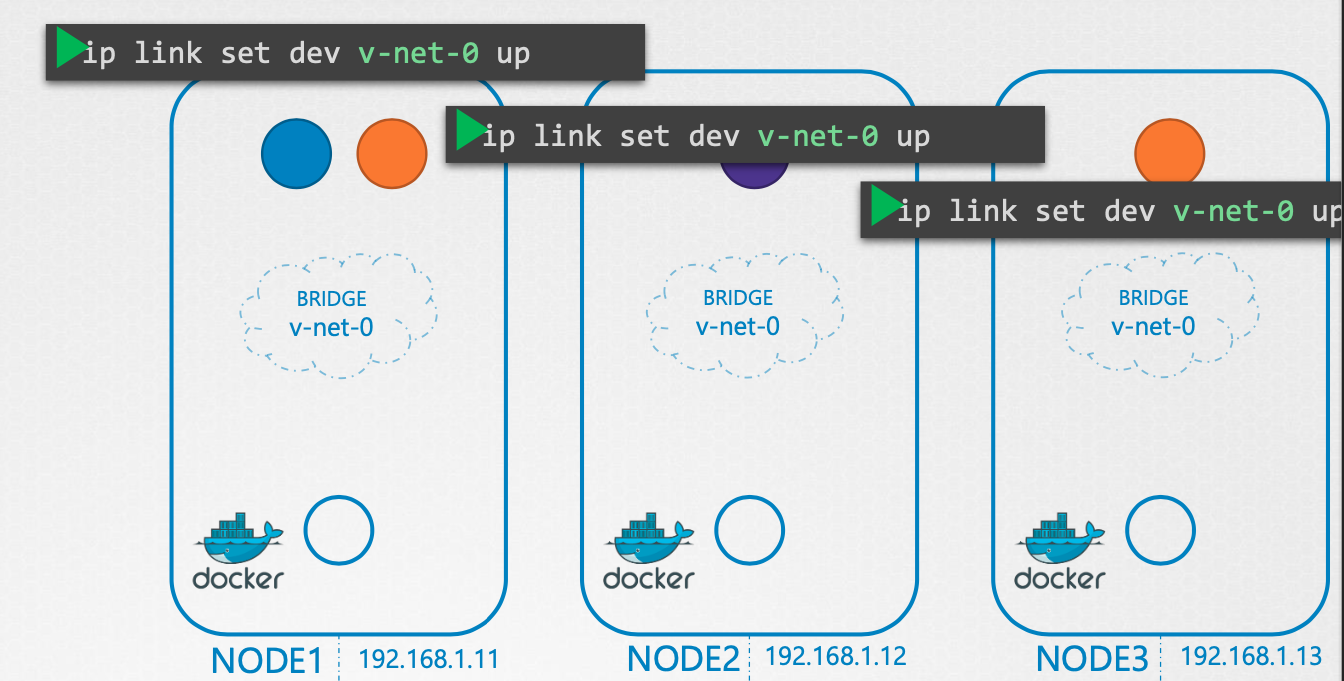 ip link set dev v-net-0 up
ip link set dev v-net-0 up
ip link set dev v-net-0 up
BRIDGE
v-net-0
BRIDGE
v-net-0
BRIDGE
v-net-0
docker
docker
docker
NODE1
192.168.1.11
NODE2
192.168.1.12
NODE3
192.168.1.13